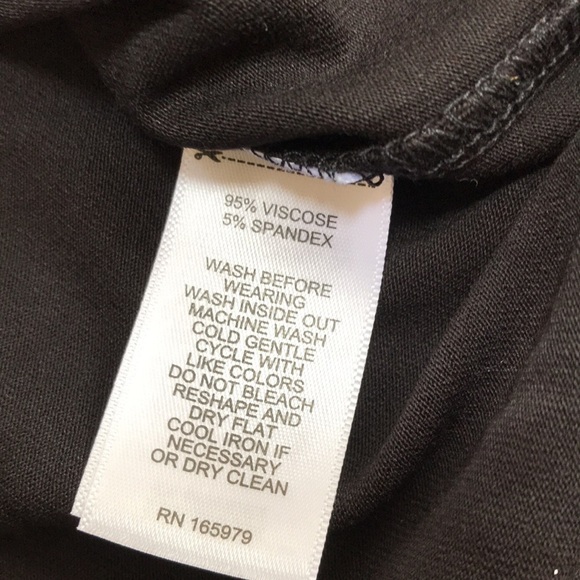 95% VISCOSE
5% SPANDEX
WASH BEFORE
WEARING
WASH INSIDE OUT
MACHINE WASH
COLD GENTLE
CYCLE WITH
LIKE COLORS
DO NOT BLEACH
RESHAPE AND
DRY FLAT
COOL IRON IF
NECESSARY
OR DRY CLEAN
RN 165979